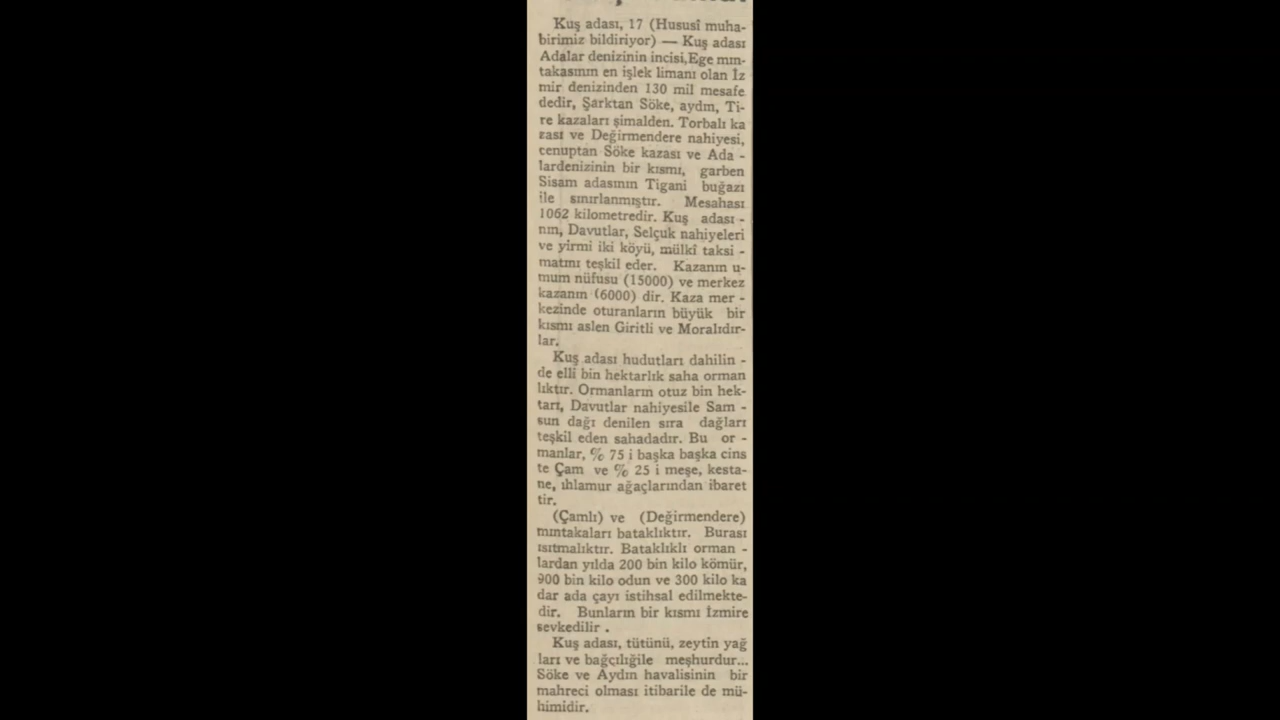 Kuş adası, 17 (Hususî muha-
birimiz bildiriyor) — Kuş adası
Adalar denizinin incisi,Ege mın-
takasının en işlek limanı olan İz
mir denizinden 130 mil mesafe
dedir, Şarktan Söke, aydın, Ti-
re kazaları şimalden. Torbalı ka
zası ve Değirmendere nahiyesi,
cenuptan Söke kazası ve Ada -
lardenizinin bir kısmı, garben
Sisam adasının Tigani buğazı
ile sınırlanmıştır. Mesahası
1062 kilometredir. Kuş adası -
nın, Davutlar, Selçuk nahiyeleri
ve yirmi iki köyü, mülkî taksi -
matını teşkil eder. Kazanın u-
mum nüfusu (15000) ve merkez
kazanın (6000) dir. Kaza mer -
kezinde oturanların büyük bir
kısmı aslen Giritli ve Moralıdır-
lar.
Kuş adası hudutları dahilin -
de elli bin hektarlık saha orman
lıktır. Ormanların otuz bin hek-
tarı, Davutlar nahiyesile Sam -
sun dağı denilen sıra dağları
teşkil eden sahadadır. Bu or -
manlar, % 75 i başka başka cins
te Çam ve % 25 i meşe, kesta-
ne, ıhlamur ağaçlarından ibaret
tir.
(Çamlı) ve (Değirmendere)
mıntakaları bataklıktır. Burası
ısıtmalıktır. Bataklıklı orman -
lardan yılda 200 bin kilo kömür,
900 bin kilo odun ve 300 kilo ka
dar ada çayı istihsal edilmekte-
dir. Bunların bir kısmı İzmire
sevkedilir .
Kuş adası, tütünü, zeytin yağ
ları ve bağcılığile meşhurdur...
Söke ve Aydın havalisinin bir
mahreci olması itibarile de mü-
himidir.